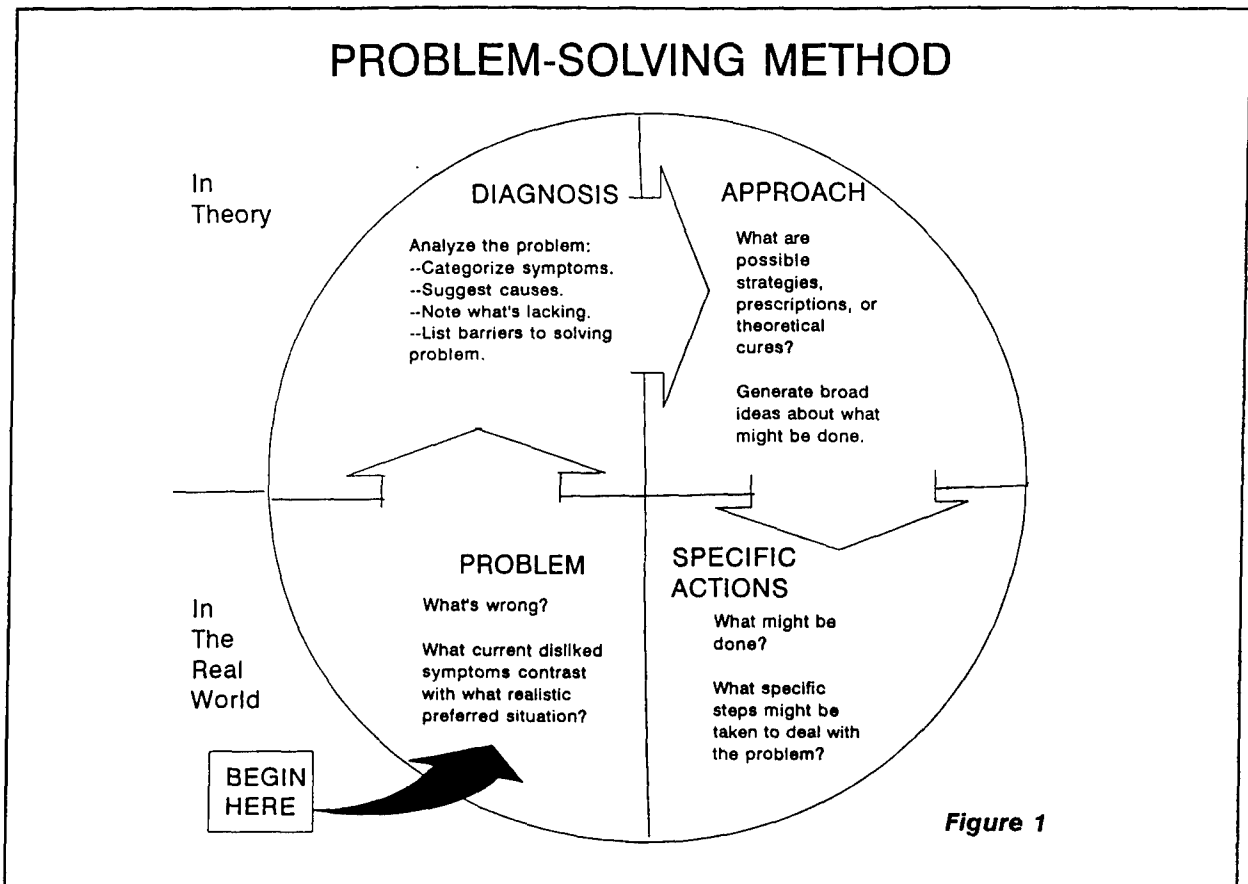 PROBLEM-SOLVING METHOD
In
Theory
DIAGNOSIS
Analyze the problem:
--Categorize symptoms.
--Suggest causes.
--Note what's lacking.
--List barriers to solving
problem.
APPROACH
What are
possible
strategies,
prescriptions, or
theoretical
cures?
Generate broad
ideas about what
might be done.
In
The
Real
World
PROBLEM
What's wrong?
What current disliked
symptoms contrast
with what realistic
preferred situation?
SPECIFIC
ACTIONS
What might be
done?
What specific
steps might be
taken to deal with
the problem?
BEGIN
HERE
Figure 1